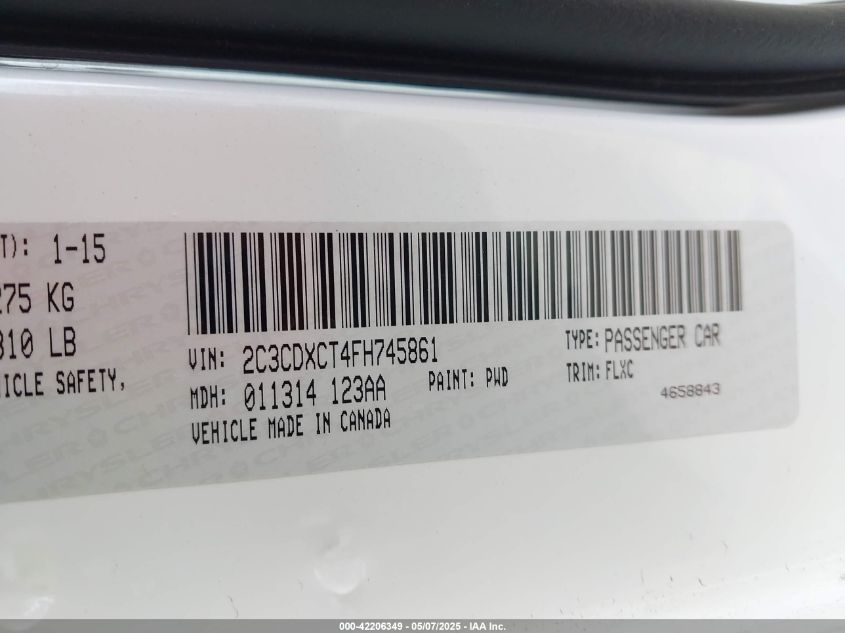 T): 1-15
275 KG
310 LB
ICLE SAFETY,
VIN: 2C3CDXCT4FH745861
TYPE: PASSENGER CAR
MDH: 011314 123AA
PAINT: PWD
TRIM: FLXC
4658843
VEHICLE MADE IN CANADA
000-42206349 — 05/07/2025 — IAA Inc.